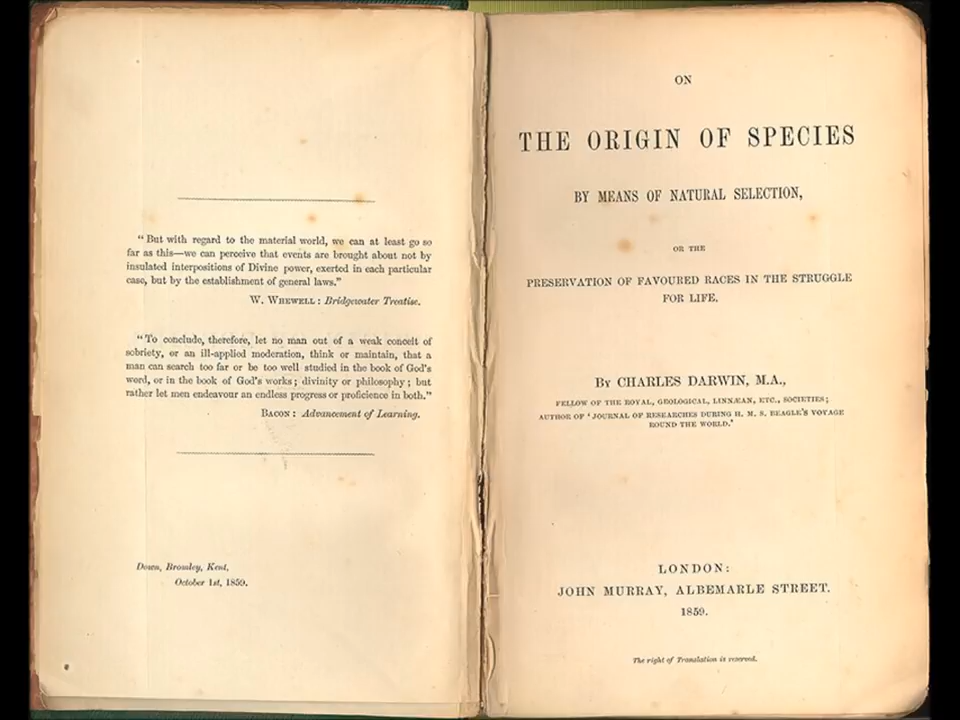 "But with regard to the material world, we can at least go so
far as this—we can perceive that events are brought about not by
insulated interpositions of Divine power, exerted in each particular
case, but by the establishment of general laws."
W. WHEWELL: Bridgewater Treatise.
"To conclude, therefore, let no man out of a weak conceit of
sobriety, or an ill-applied moderation, think or maintain, that a
man can search too far or be too well studied in the book of God's
word, or in the book of God's works; divinity or philosophy; but
rather let men endeavour an endless progress or proficience in both."
BACON: Advancement of Learning.
Down, Bromley, Kent,
October 1st, 1859.
ON
THE ORIGIN OF SPECIES
BY MEANS OF NATURAL SELECTION,
OR THE
PRESERVATION OF FAVOURED RACES IN THE STRUGGLE
FOR LIFE.
BY CHARLES DARWIN, M.A.,
FELLOW OF THE ROYAL, GEOLOGICAL, LINNÆAN, ETC., SOCIETIES;
AUTHOR OF 'JOURNAL OF RESEARCHES DURING H. M. S. BEAGLE'S VOYAGE
ROUND THE WORLD.'
LONDON:
JOHN MURRAY, ALBEMARLE STREET.
1859.
The right of Translation is reserved.